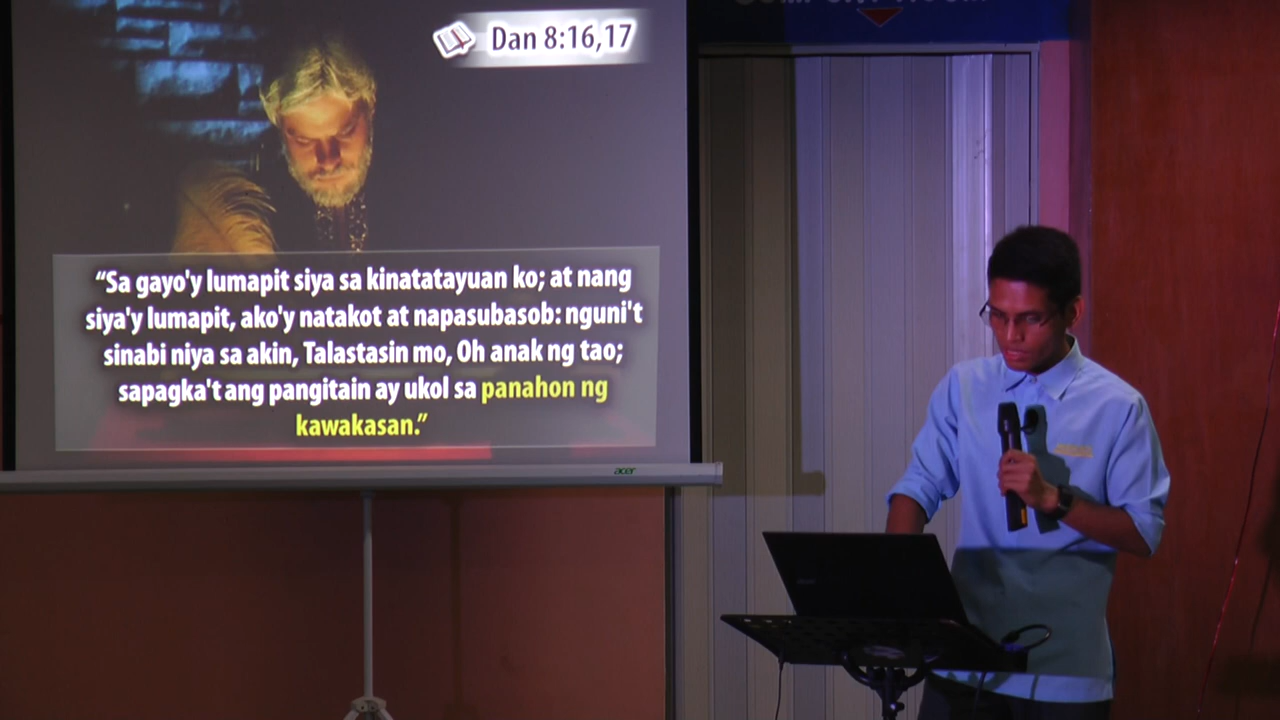 Dan 8:16,17
“Sa gayo'y lumapit siya sa kinatatayuan ko; at nang
siya'y lumapit, ako'y natakot at napasubasob: nguni't
sinabi niya sa akin, Talastasin mo, Oh anak ng tao;
sapagka't ang pangitain ay ukol sa panahon ng
kawakasan.”
acer